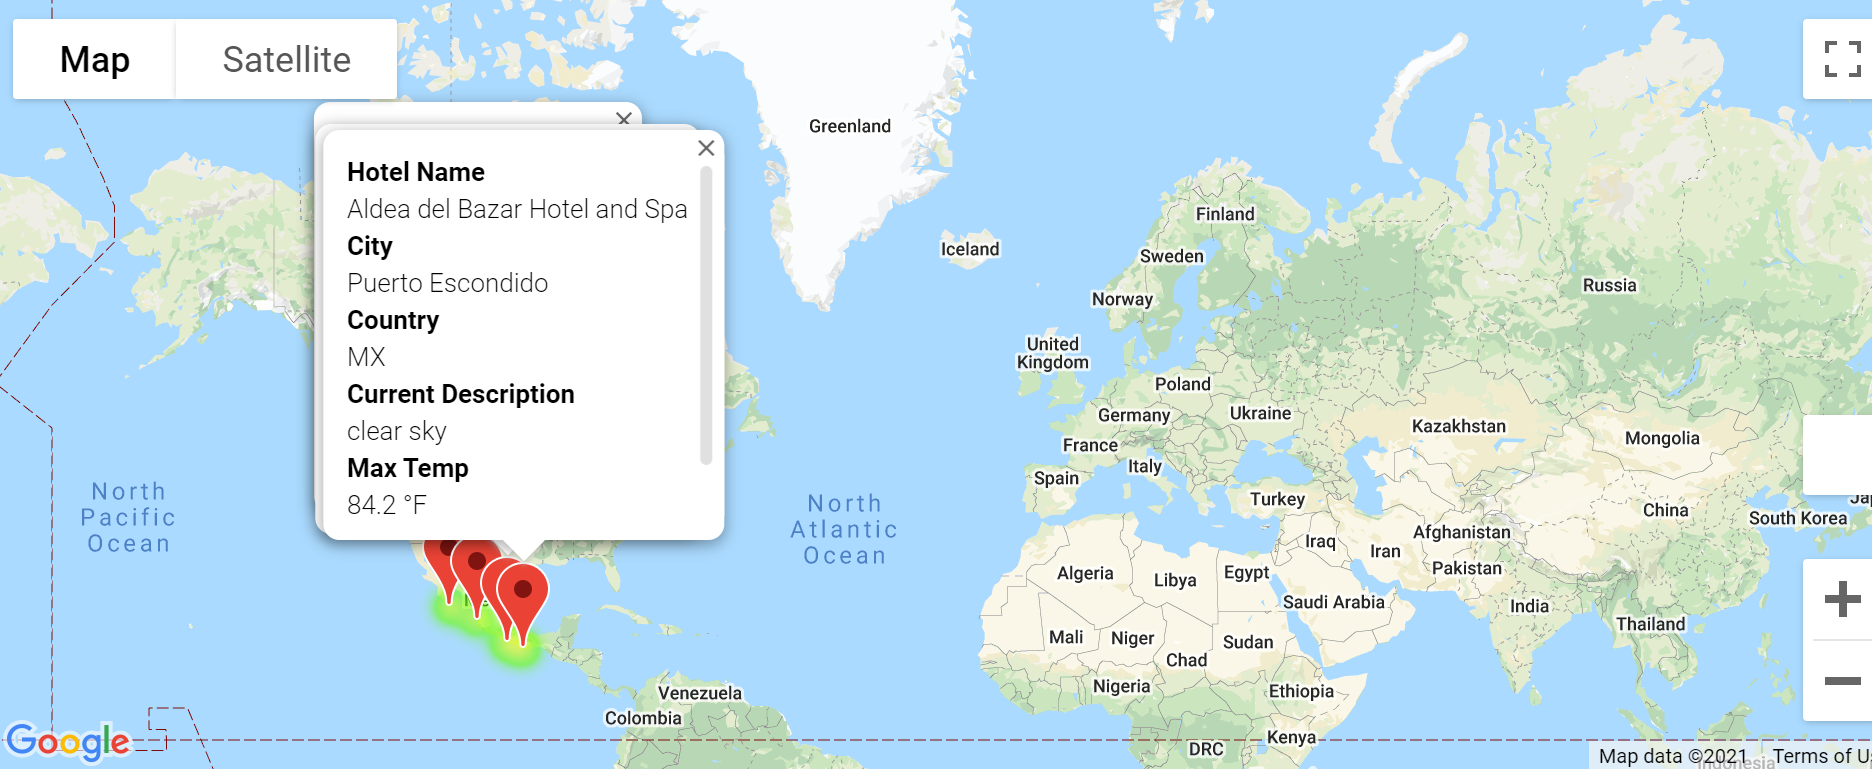 Map
Satellite
Hotel Name
Aldea del Bazar Hotel and Spa
City
Puerto Escondido
Country
MX
Current Description
clear sky
Max Temp
84.2 °F
Greenland
Iceland
Finland
Sweden
Norway
Russia
United
Kingdom
Poland
Germany
Ukraine
France
Kazakhstan
Mongolia
Italy
Spain
Turkey
China
South Korea
Afghanistan
Iraq
Iran
Pakistan
North
Pacific
Ocean
North
Atlantic
Ocean
Algeria
Libya
Egypt
Saudi Arabia
India
Thailand
Mali
Niger
Chad
Sudan
Nigeria
Ethiopia
Venezuela
Colombia
Kenya
DRC
Indonesia
Google
Map data ©2021
Terms of